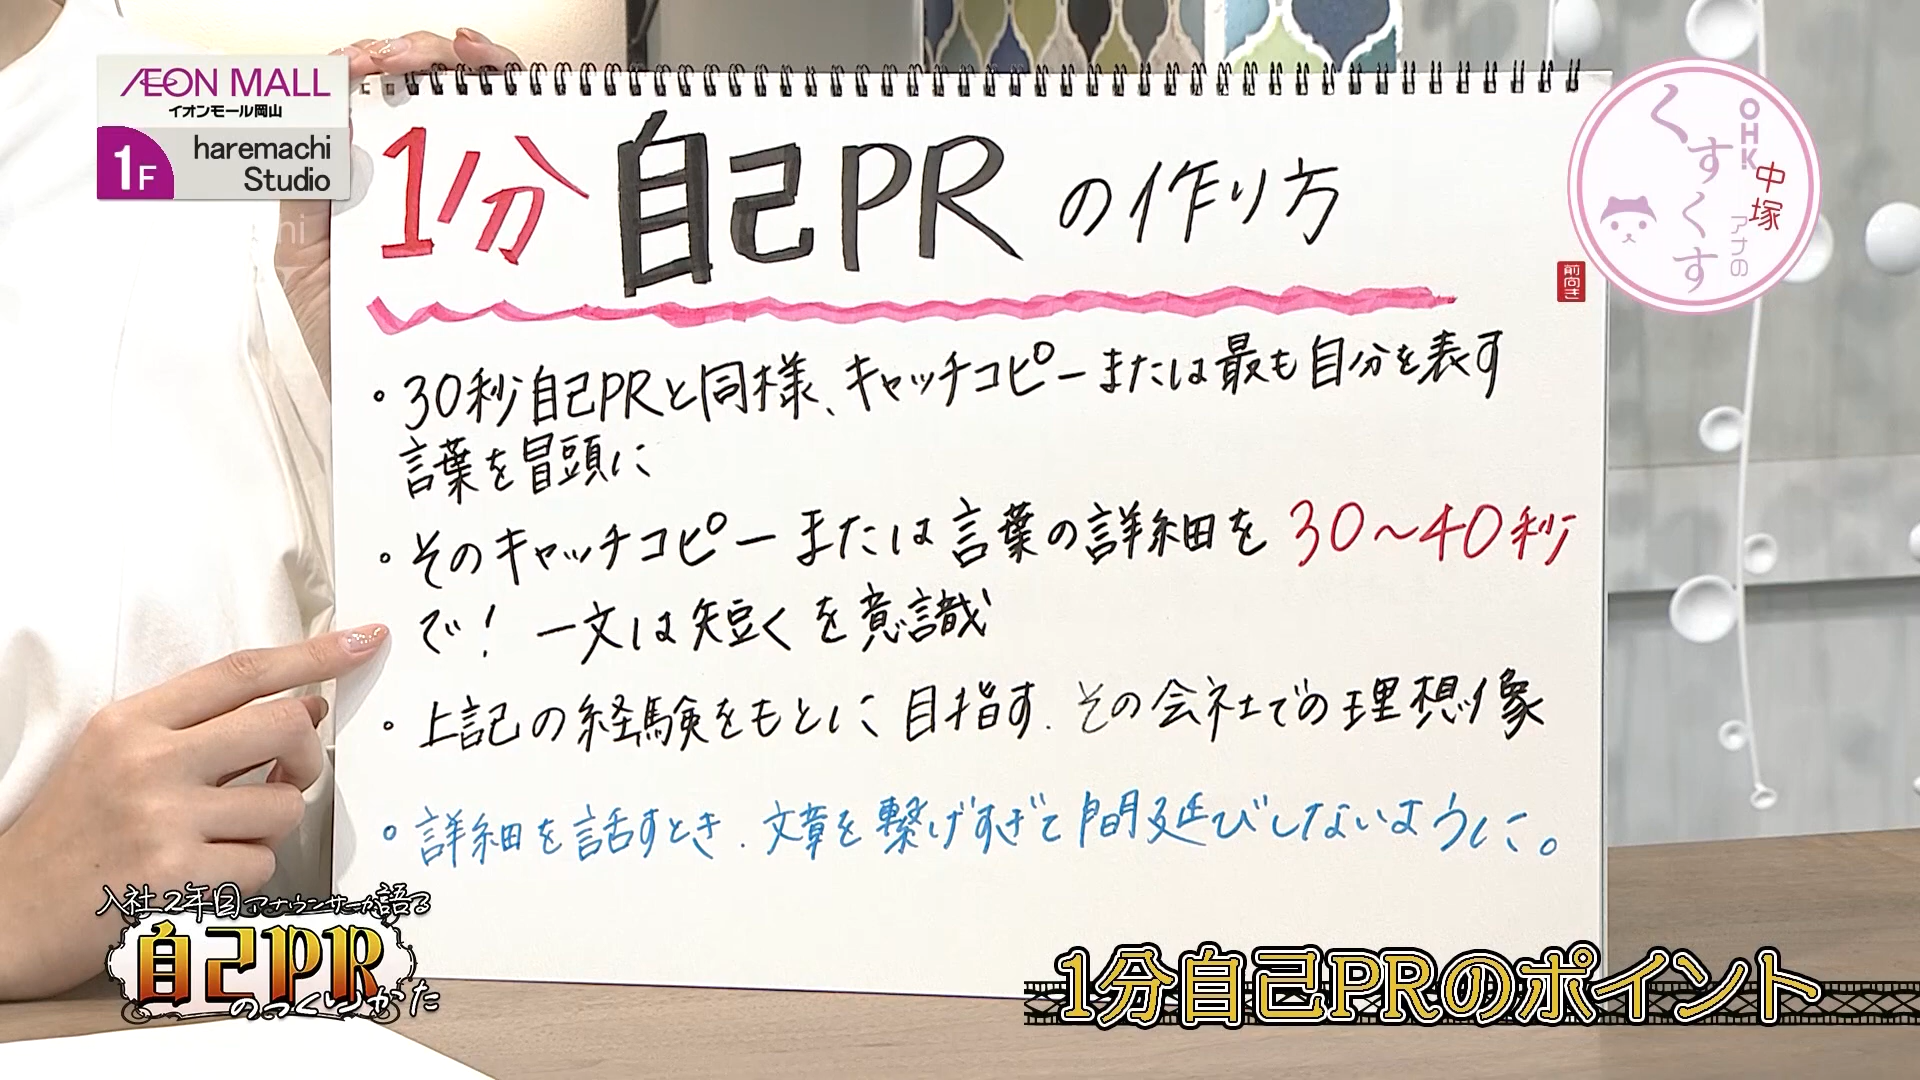 ÆON MALL
イオンモール岡山
1F
haremachi
Studio
OHK
中塚
アナの
くすくす
前向き
1分自己PRの作り方
・30秒自己PRと同様、キャッチコピーまたは最も自分を表す
言葉を冒頭に
・そのキャッチコピーまたは言葉の詳細を30～40秒
で！一文は短くを意識
・上記の経験をもとに目指す、その会社での理想像
・詳細を話すとき、文章を繋げすぎて間延びしないように。
入社2年目アナウンサーが語る
自己PR
のつくりかた
1分自己PRのポイント